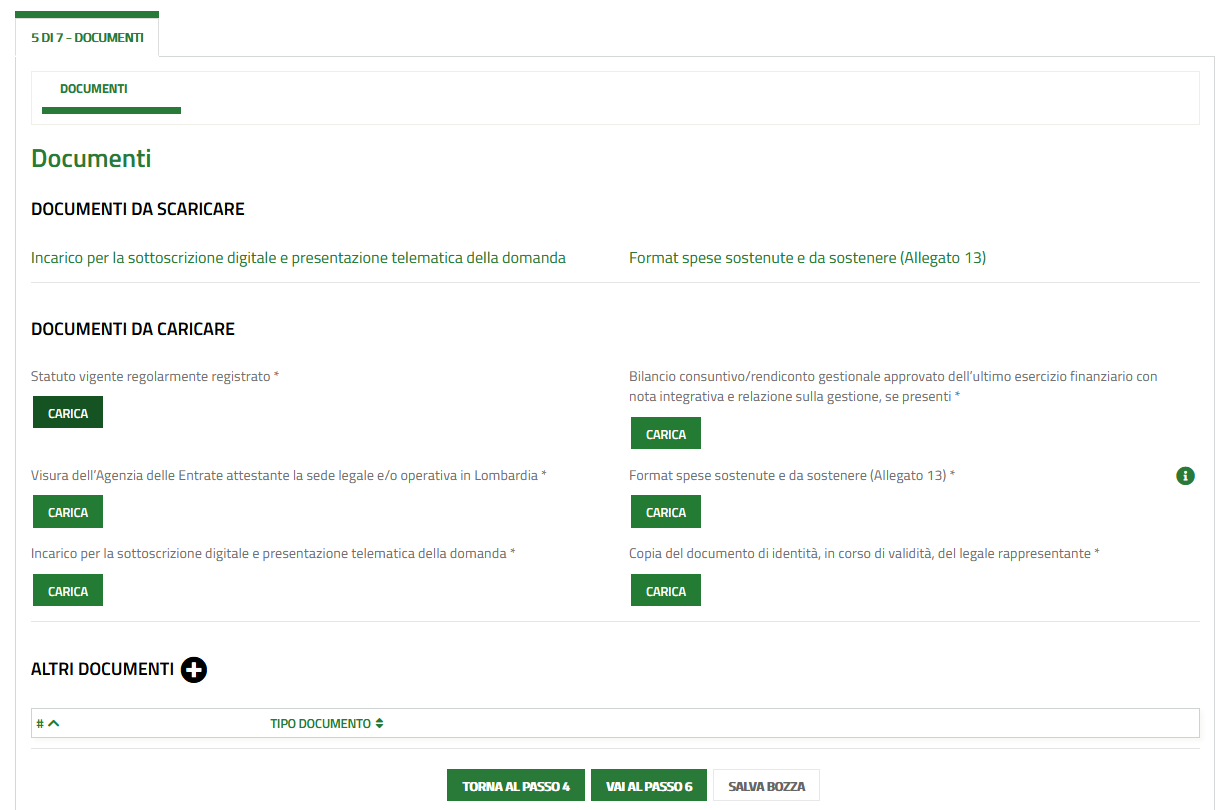 5 DI 7 - DOCUMENTI
DOCUMENTI
Documenti
DOCUMENTI DA SCARICARE
Incarico per la sottoscrizione digitale e presentazione telematica della domanda
Format spese sostenute e da sostenere (Allegato 13)
DOCUMENTI DA CARICARE
Statuto vigente regolarmente registrato *
CARICA
Bilancio consuntivo/rendiconto gestionale approvato dell'ultimo esercizio finanziario con
nota integrativa e relazione sulla gestione, se presenti *
CARICA
Visura dell'Agenzia delle Entrate attestante la sede legale e/o operativa in Lombardia *
CARICA
Format spese sostenute e da sostenere (Allegato 13) *
CARICA
Incarico per la sottoscrizione digitale e presentazione telematica della domanda *
CARICA
Copia del documento di identità, in corso di validità, del legale rappresentante *
CARICA
ALTRI DOCUMENTI
#
TIPO DOCUMENTO
TORNA AL PASSO 4
VAI AL PASSO 6
SALVA BOZZA